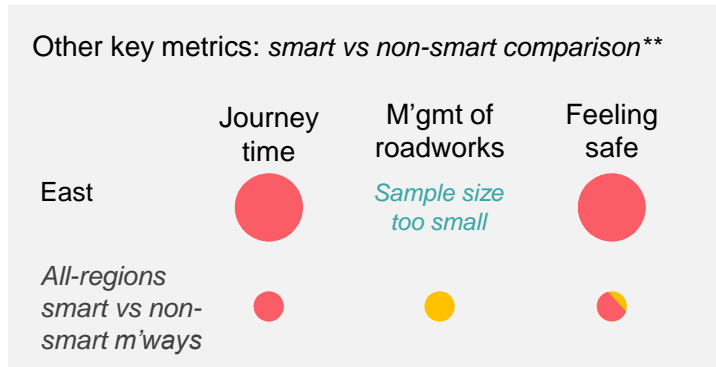 Other key metrics: smart vs non-smart comparison**
Journey
time
M’gmt of
roadworks
Feeling
safe
East
Sample size
too small
All-regions
smart vs non-
smart m’ways